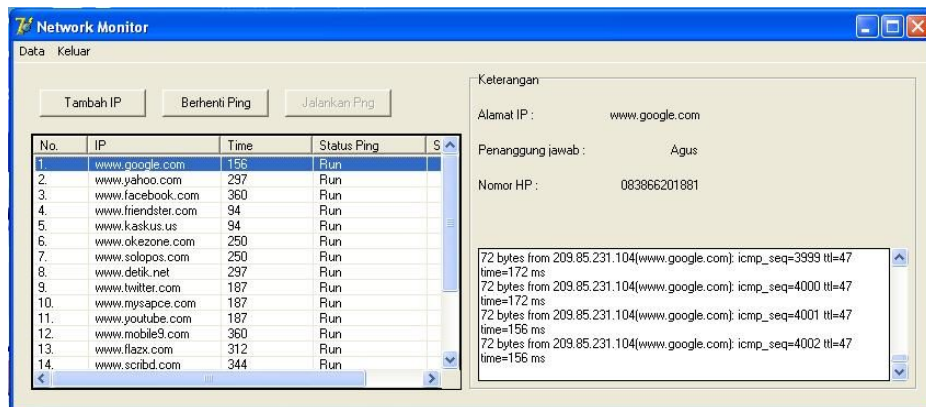 Network Monitor
Data Keluar
Tambah IP Berhenti Ping Jalankan Png
No. IP Time Status Ping S
1. www.google.com 156 Run
2. www.yahoo.com 297 Run
3. www.facebook.com 360 Run
4. www.friendster.com 94 Run
5. www.kaskus.us 94 Run
6. www.okezone.com 250 Run
7. www.solopos.com 250 Run
8. www.detik.net 297 Run
9. www.twitter.com 187 Run
10. www.mysapce.com 187 Run
11. www.youtube.com 187 Run
12. www.mobile9.com 360 Run
13. www.flazx.com 312 Run
14. www.scribd.com 344 Run
Keterangan
Alamat IP : www.google.com
Penanggung jawab : Agus
Nomor HP : 083866201881
72 bytes from 209.85.231.104(www.google.com): icmp_seq=3999 ttl=47
time=172 ms
72 bytes from 209.85.231.104(www.google.com): icmp_seq=4000 ttl=47
time=172 ms
72 bytes from 209.85.231.104(www.google.com): icmp_seq=4001 ttl=47
time=156 ms
72 bytes from 209.85.231.104(www.google.com): icmp_seq=4002 ttl=47
time=156 ms